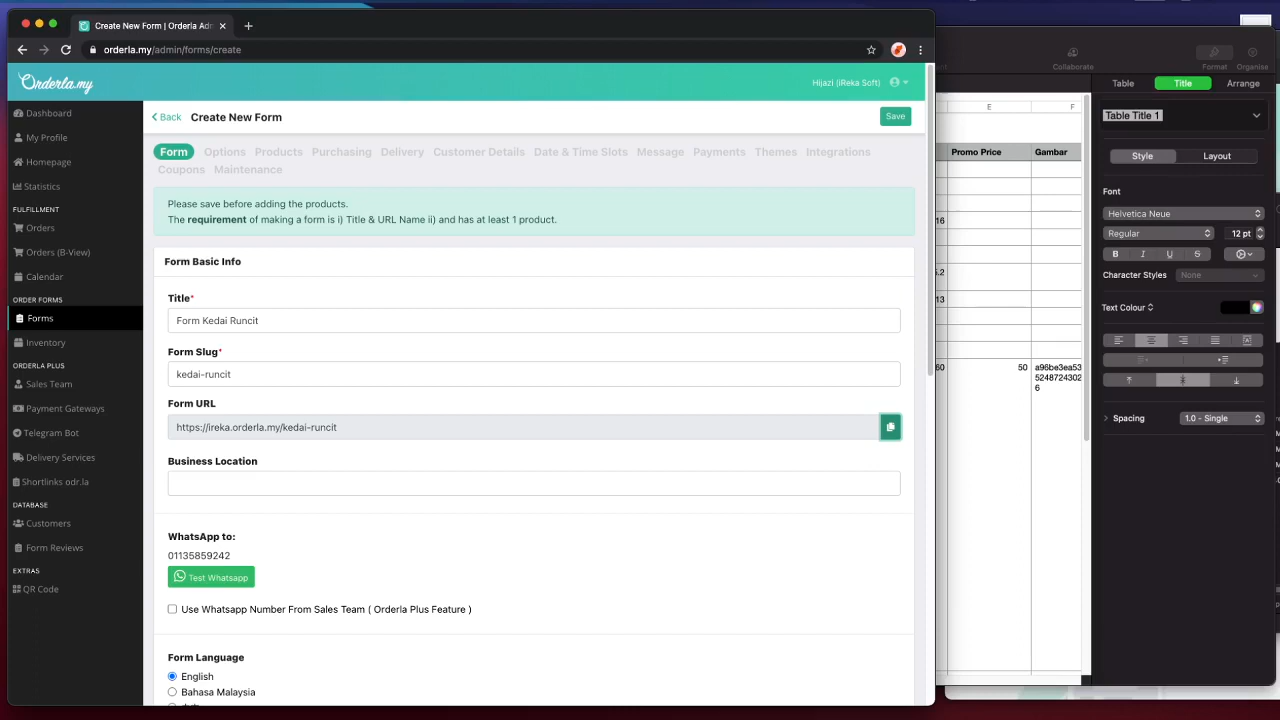 Create New Form | Orderla Adm
orderla.my/admin/forms/create
Collaborate
Format
Organise
Orderla.my
Hijazi (iReka Soft)
Table
Title
Arrange
Dashboard
My Profile
Homepage
Statistics
FULFILLMENT
Orders
Orders (B-View)
Calendar
ORDER FORMS
Forms
Inventory
ORDERLA PLUS
Sales Team
Payment Gateways
Telegram Bot
Delivery Services
Shortlinks odr.la
DATABASE
Customers
Form Reviews
EXTRAS
QR Code
Back
Create New Form
Save
Form
Options
Products
Purchasing
Delivery
Customer Details
Date & Time Slots
Message
Payments
Themes
Integrations
Coupons
Maintenance
Please save before adding the products.
The requirement of making a form is i) Title & URL Name ii) and has at least 1 product.
Form Basic Info
Title*
Form Kedai Runcit
Form Slug*
kedai-runcit
Form URL
https://ireka.orderla.my/kedai-runcit
Business Location
WhatsApp to:
01135859242
Test Whatsapp
Use Whatsapp Number From Sales Team ( Orderla Plus Feature )
Form Language
English
Bahasa Malaysia
E
F
Promo Price
Gambar
16
5.2
13
60
50
a96be3ea53
5248724302
6
Table Title 1
Style
Layout
Font
Helvetica Neue
Regular
12 pt
B
I
U
S
Character Styles
None
Text Colour
Spacing
1.0 - Single